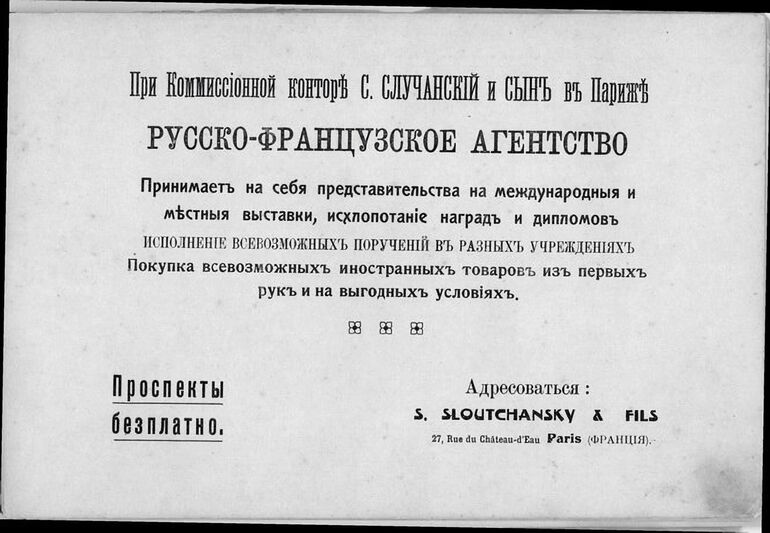 При Коммиссіонной конторѣ С. СЛУЧАНСКІЙ и СЫНЪ въ Парижѣ
РУССКО-ФРАНЦУЗСКОЕ АГЕНТСТВО
Принимаетъ на себя представительства на международныя и
мѣстныя выставки, исхлопотаніе наградъ и дипломовъ
ИСПОЛНЕНІЕ ВСЕВОЗМОЖНЫХЪ ПОРУЧЕНІЙ ВЪ РАЗНЫХЪ УЧРЕЖДЕНІЯХЪ
Покупка всевозможныхъ иностранныхъ товаровъ изъ первыхъ
рукъ и на выгодныхъ условіяхъ.
Проспекты
безплатно.
Адресоваться :
S. SLOUTCHANSKY & FILS
27, Rue du Château-d'Eau Paris (ФРАНЦІЯ).